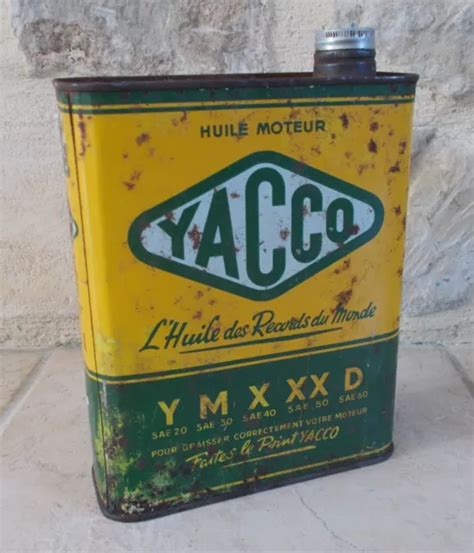 HUILE MOTEUR
YACCO
L'Huile des Records du Monde
Y M X XX D
SAE 20 SAE 30 SAE 40 SAE 50 SAE 60
POUR GRAISSER CORRECTEMENT VOTRE MOTEUR
Faites le Point YACCO